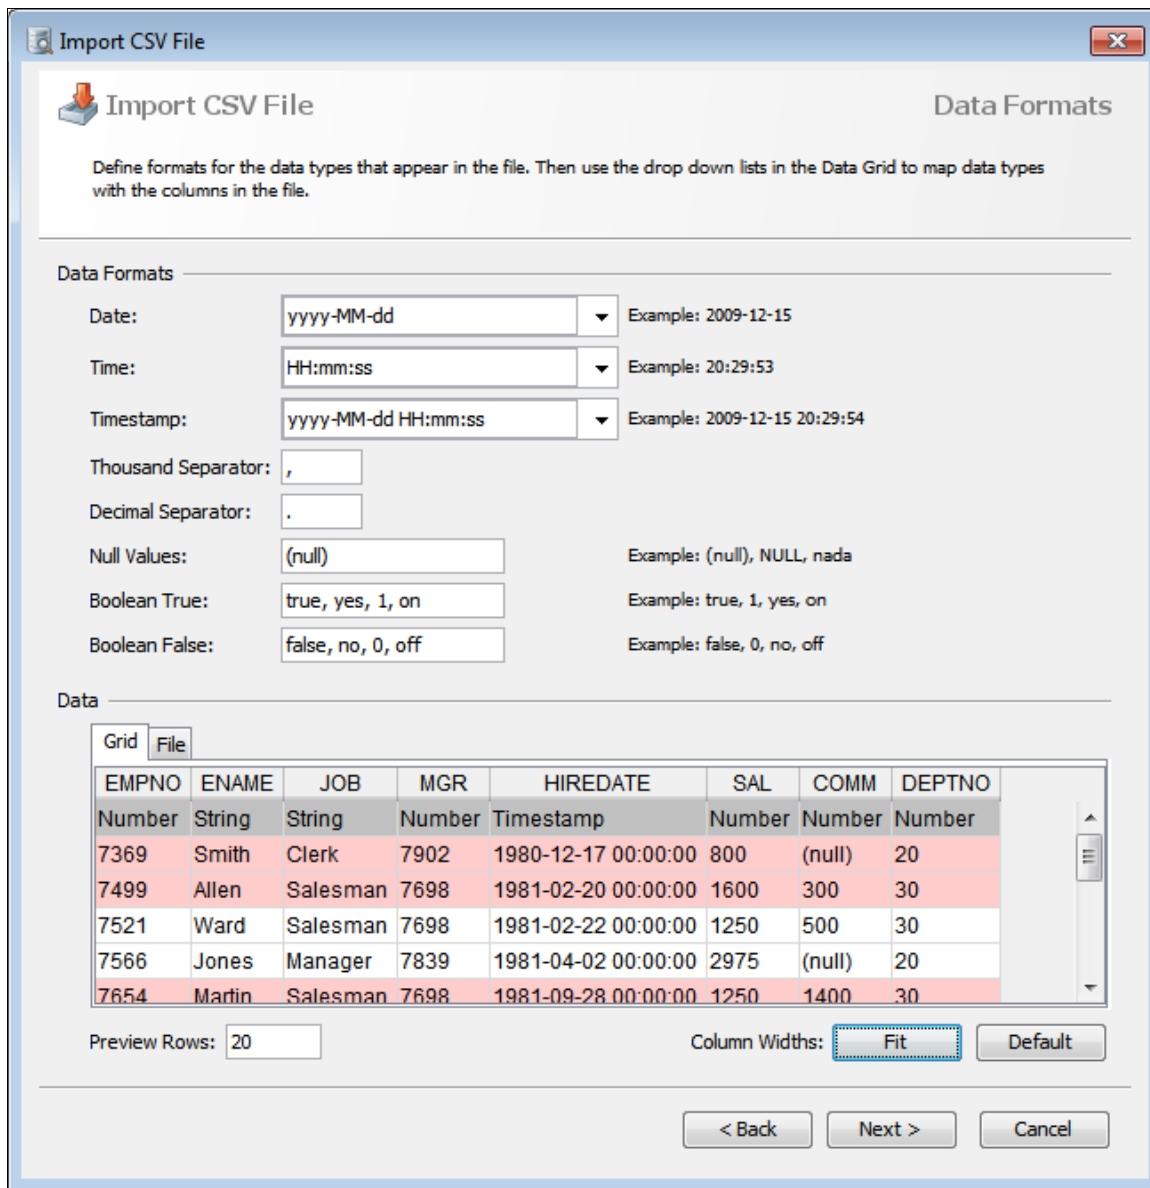 Import CSV File
Import CSV File Data Formats
Define formats for the data types that appear in the file. Then use the drop down lists in the Data Grid to map data types
with the columns in the file.
Data Formats
Date: yyyy-MM-dd Example: 2009-12-15
Time: HH:mm:ss Example: 20:29:53
Timestamp: yyyy-MM-dd HH:mm:ss Example: 2009-12-15 20:29:54
Thousand Separator: ,
Decimal Separator: .
Null Values: (null) Example: (null), NULL, nada
Boolean True: true, yes, 1, on Example: true, 1, yes, on
Boolean False: false, no, 0, off Example: false, 0, no, off
Data
Grid File
EMPNO ENAME JOB MGR HIREDATE SAL COMM DEPTNO
Number String String Number Timestamp Number Number Number
7369 Smith Clerk 7902 1980-12-17 00:00:00 800 (null) 20
7499 Allen Salesman 7698 1981-02-20 00:00:00 1600 300 30
7521 Ward Salesman 7698 1981-02-22 00:00:00 1250 500 30
7566 Jones Manager 7839 1981-04-02 00:00:00 2975 (null) 20
7654 Martin Salesman 7698 1981-09-28 00:00:00 1250 1400 30
Preview Rows: 20 Column Widths: Fit Default
< Back Next > Cancel